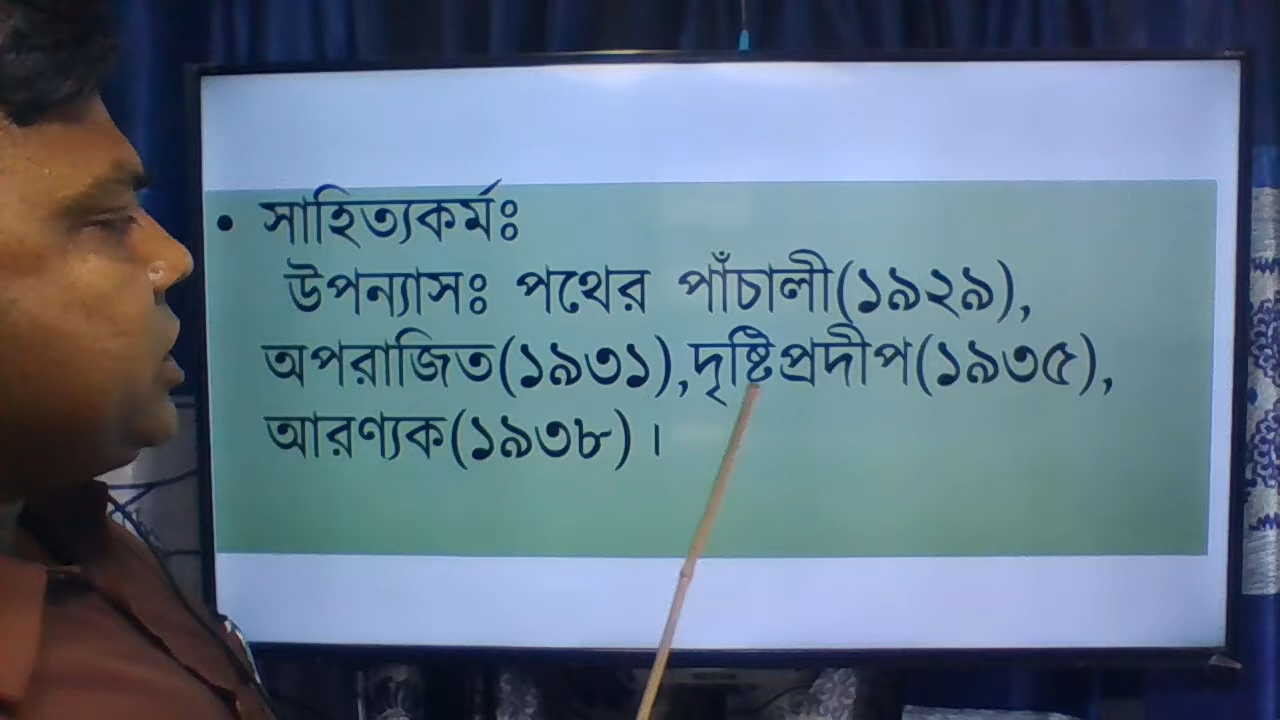 • সাহিত্যকর্মঃ
উপন্যাসঃ পথের পাঁচালী(১৯২৯),
অপরাজিত(১৯৩১),দৃষ্টিপ্রদীপ(১৯৩৫),
আরণ্যক(১৯৩৮)।